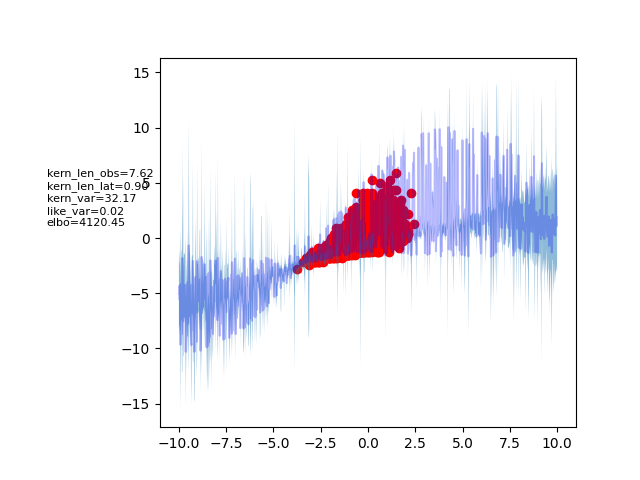 15
10
kern_len_obs=7.62
kern_len_lat=0.90
5
kern_var=32.17
like_var=0.02
elbo=4120.45
0
−5
−10
−15
−10.0 −7.5 −5.0 −2.5 0.0 2.5 5.0 7.5 10.0